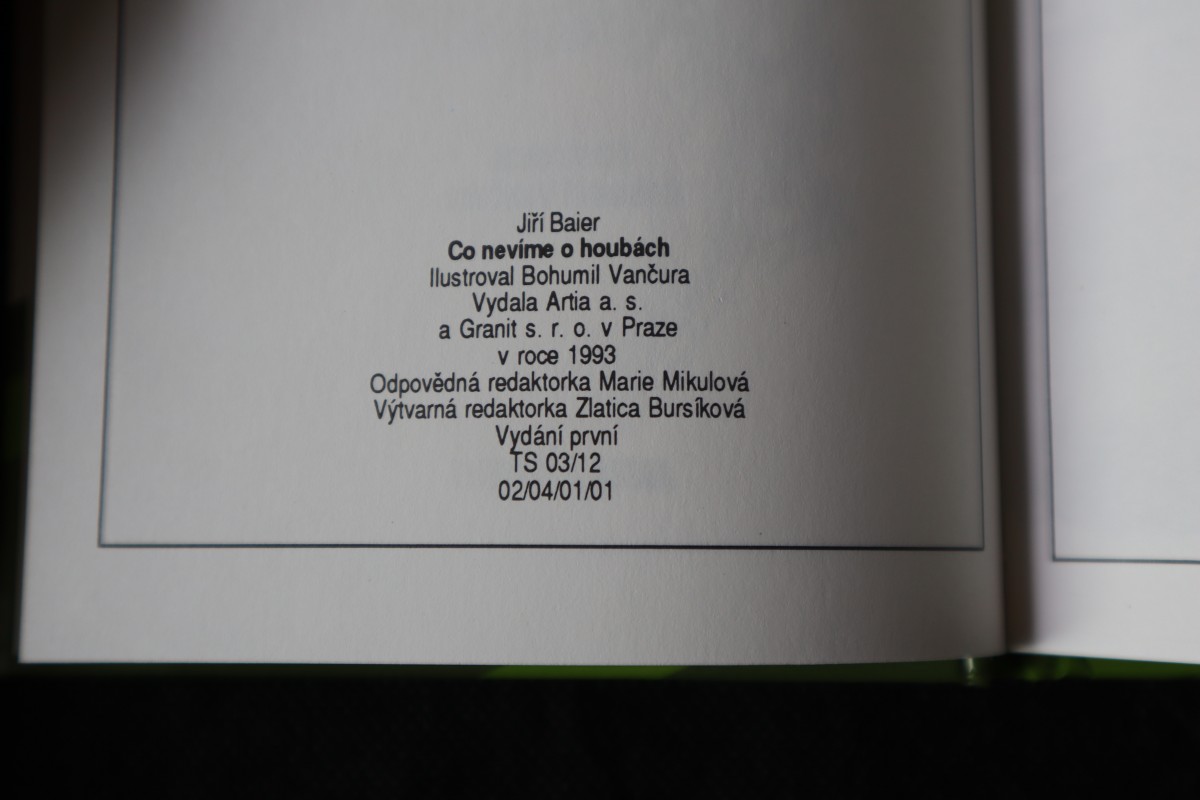 Jiří Baier
Co nevíme o houbách
Ilustroval Bohumil Vančura
Vydala Artia a. s.
a Granit s. r. o. v Praze
v roce 1993
Odpovědná redaktorka Marie Mikulová
Výtvarná redaktorka Zlatica Bursíková
Vydání první
TS 03/12
02/04/01/01